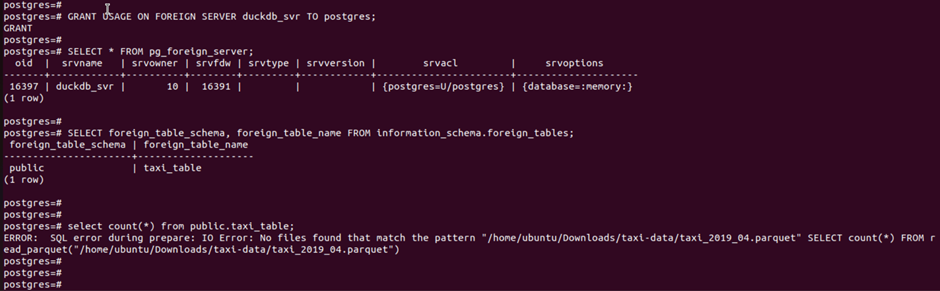 postgres=#
postgres=# GRANT USAGE ON FOREIGN SERVER duckdb_svr TO postgres;
GRANT
postgres=#
postgres=# SELECT * FROM pg_foreign_server;
  oid  |  srvname   | srvowner | srvfdw | srvtype | srvversion |        srvacl         |     srvoptions
-------+------------+----------+--------+---------+------------+-----------------------+---------------------
 16397 | duckdb_svr |       10 |  16391 |         |            | {postgres=U/postgres} | {database=:memory:}
(1 row)
postgres=#
postgres=# SELECT foreign_table_schema, foreign_table_name FROM information_schema.foreign_tables;
 foreign_table_schema | foreign_table_name
----------------------+--------------------
 public               | taxi_table
(1 row)
postgres=#
postgres=#
postgres=# select count(*) from public.taxi_table;
ERROR:  SQL error during prepare: IO Error: No files found that match the pattern "/home/ubuntu/Downloads/taxi-data/taxi_2019_04.parquet" SELECT count(*) FROM r
ead_parquet("/home/ubuntu/Downloads/taxi-data/taxi_2019_04.parquet")
postgres=#
postgres=#
postgres=#